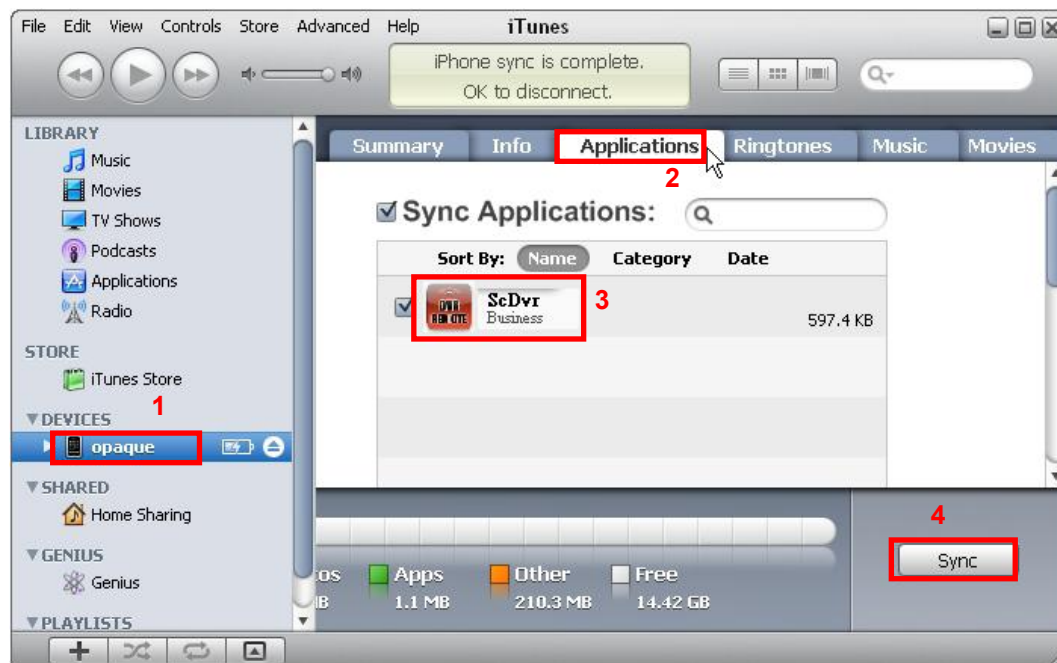 File Edit View Controls Store Advanced Help iTunes
iPhone sync is complete.
OK to disconnect.
LIBRARY
Music
Movies
TV Shows
Podcasts
Applications
Radio
STORE
iTunes Store
1
DEVICES
opaque
SHARED
Home Sharing
GENIUS
Genius
PLAYLISTS
Summary Info Applications Ringtones Music Movies
2
Sync Applications:
Sort By: Name Category Date
ScDvr
Business
3
DVR
REMOTE
597.4 KB
os Apps Other Free
B 1.1 MB 210.3 MB 14.42 GB
4
Sync